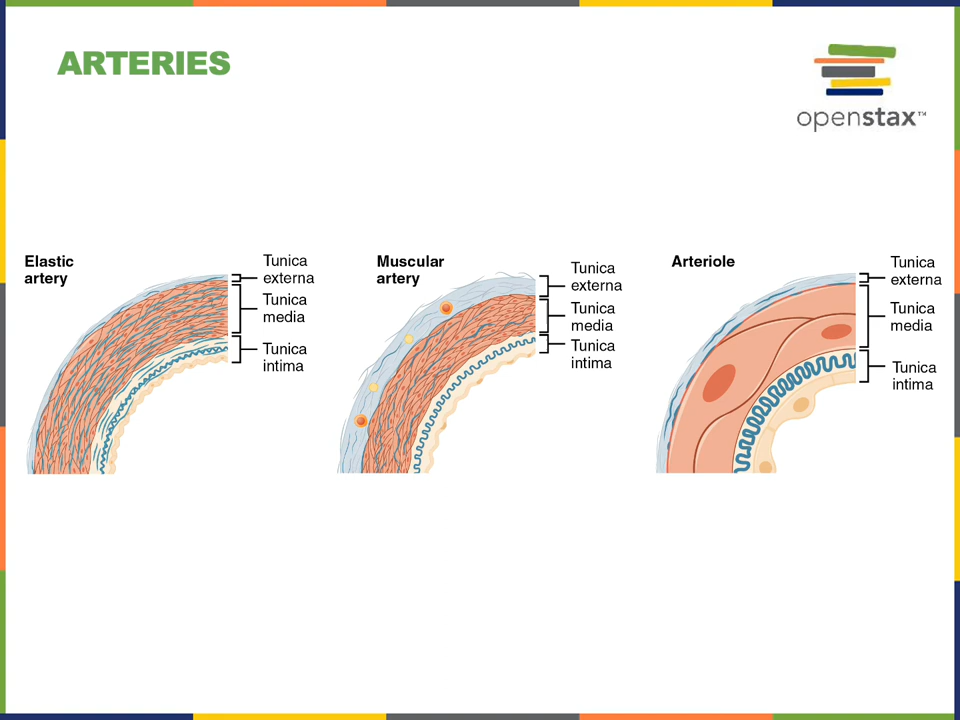 ARTERIES
openstax™
Elastic
artery
Tunica
externa
Tunica
media
Tunica
intima
Muscular
artery
Tunica
externa
Tunica
media
Tunica
intima
Arteriole
Tunica
externa
Tunica
media
Tunica
intima